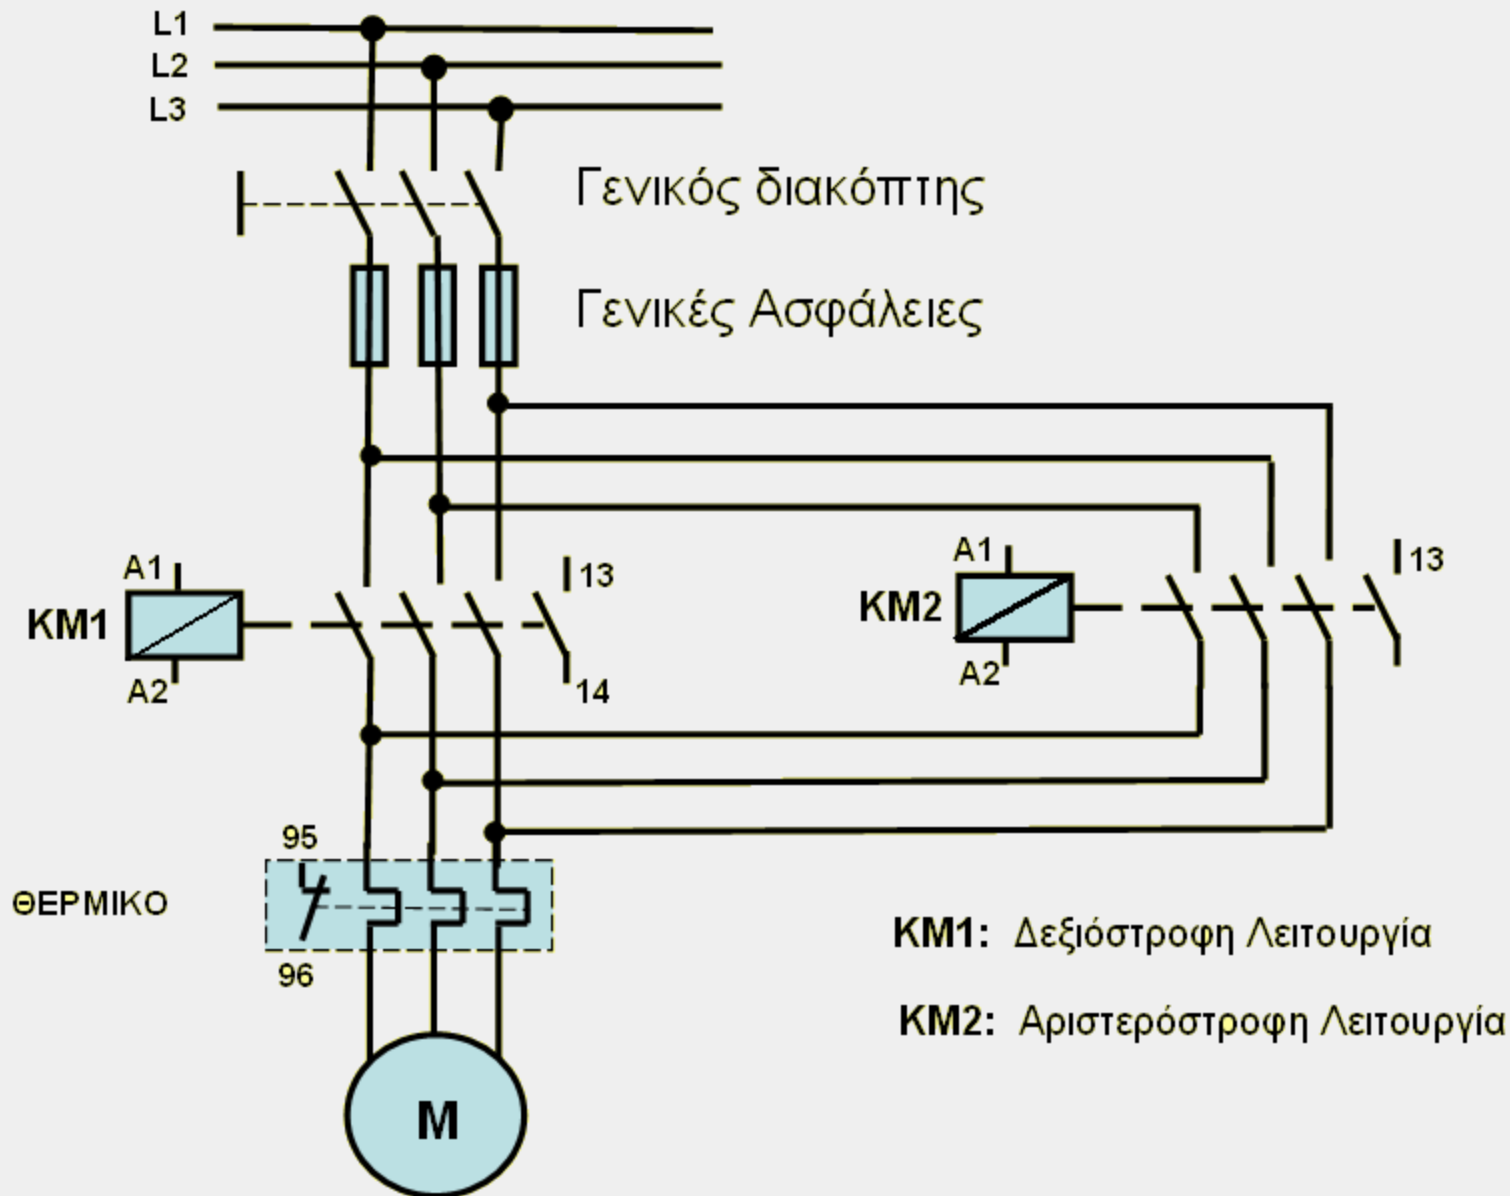 L1
L2
L3
Γενικός διακόπτης
Γενικές Ασφάλειες
A1
13
KM1
A2
14
A1
13
KM2
A2
95
ΘΕΡΜΙΚΟ
96
KM1: Δεξιόστροφη Λειτουργία
KM2: Αριστερόστροφη Λειτουργία
M